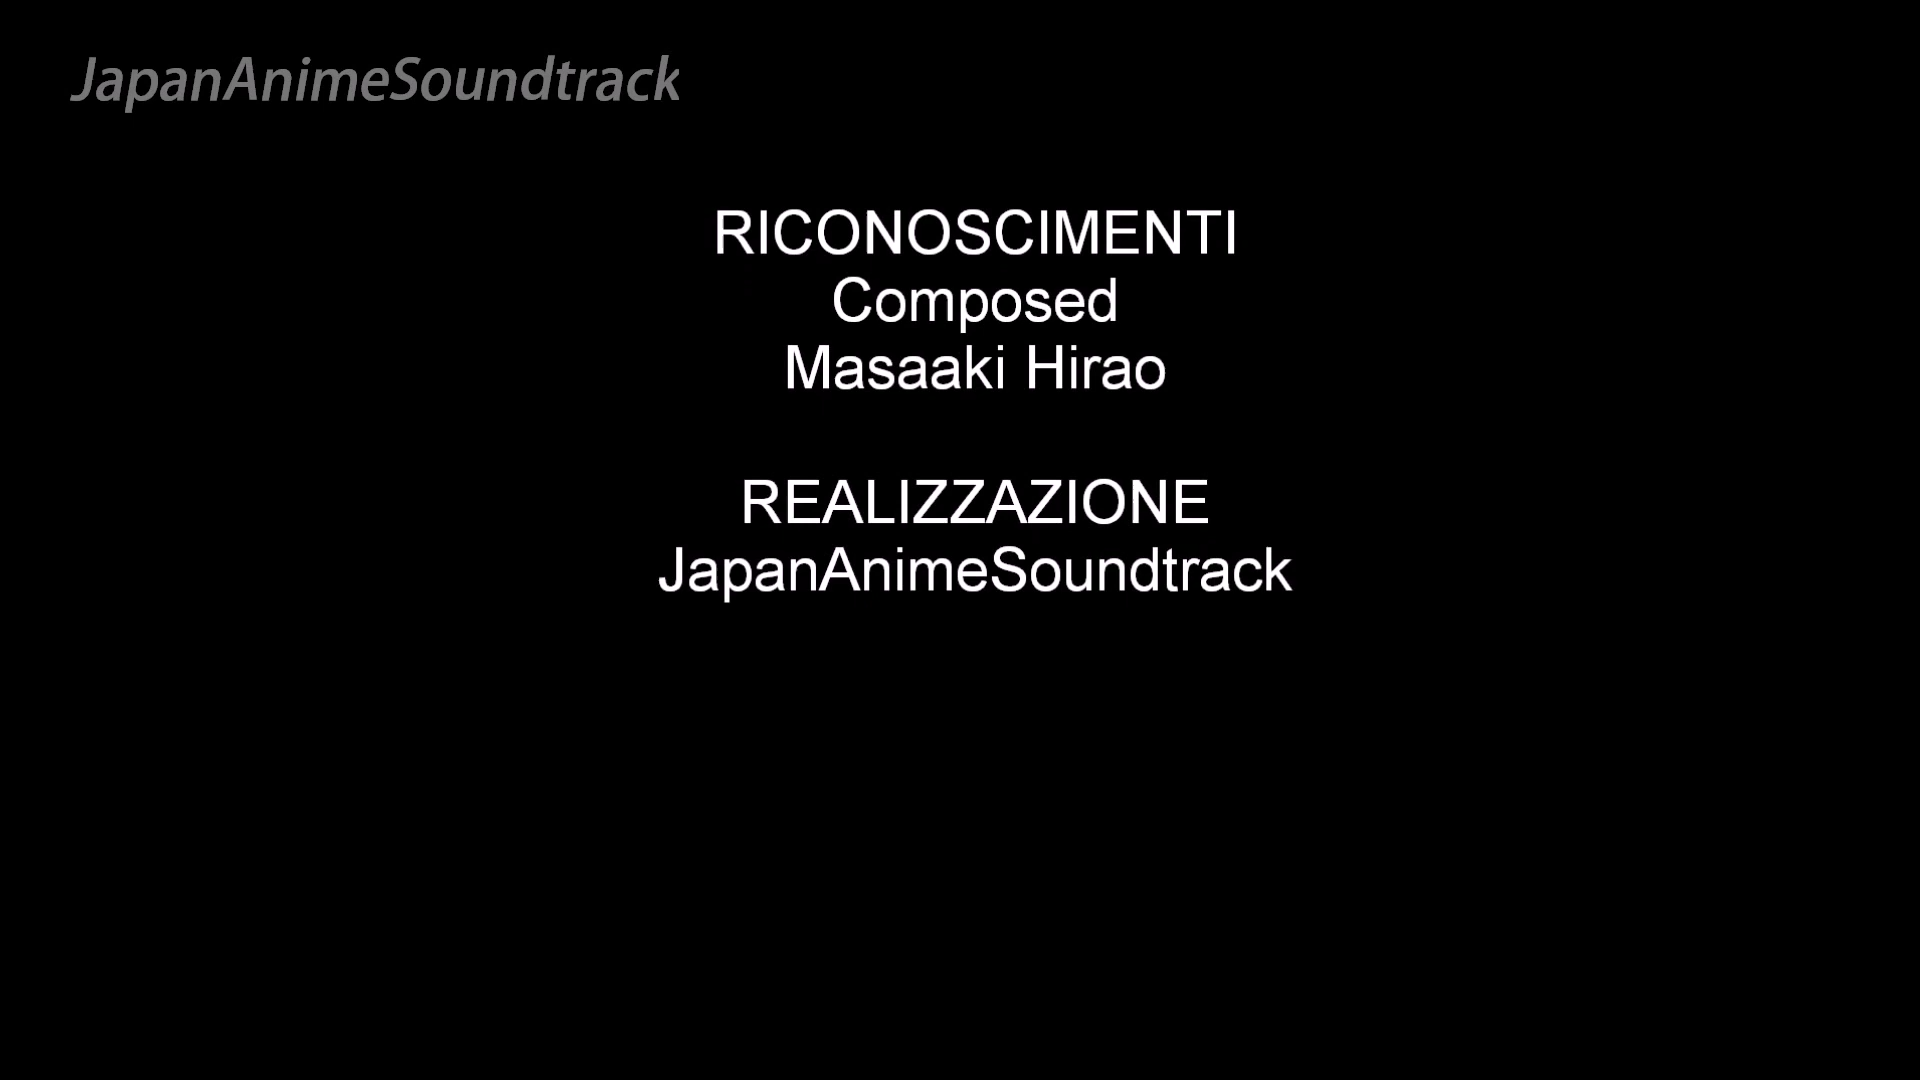 JapanAnimeSoundtrack
RICONOSCIMENTI
Composed
Masaaki Hirao
REALIZZAZIONE
JapanAnimeSoundtrack